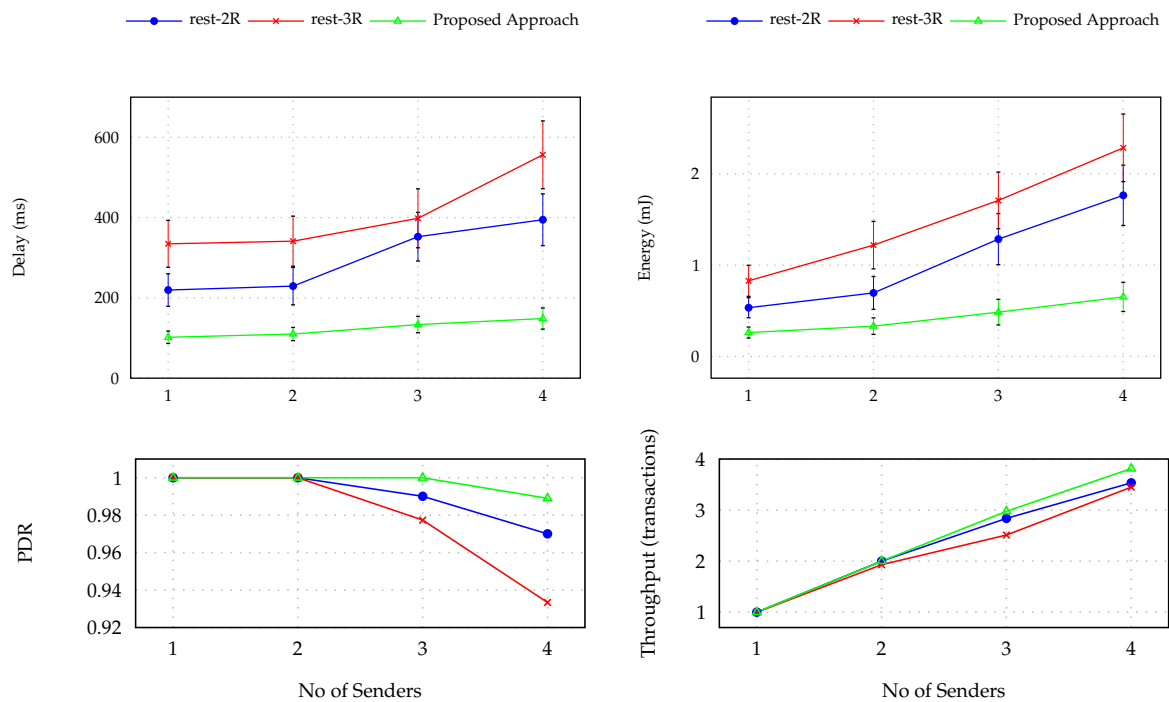 rest-2R rest-3R Proposed Approach
rest-2R rest-3R Proposed Approach
Delay (ms)
600
400
200
0
1 2 3 4
Energy (mJ)
2
1
0
1 2 3 4
PDR
1
0.98
0.96
0.94
0.92
1 2 3 4
No of Senders
Throughput (transactions)
4
3
2
1
1 2 3 4
No of Senders